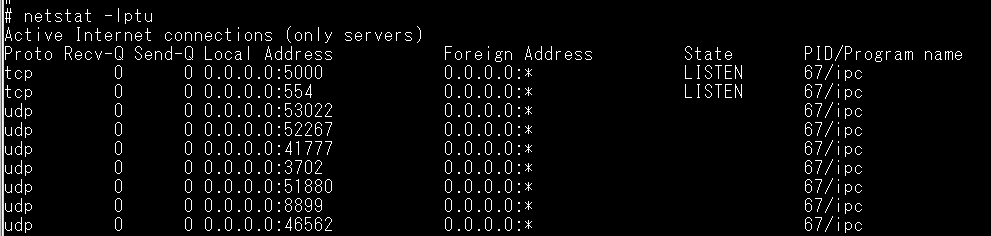 # netstat -lptu
Active Internet connections (only servers)
Proto Recv-Q Send-Q Local Address           Foreign Address         State       PID/Program name
tcp        0      0 0.0.0.0:5000            0.0.0.0:*               LISTEN      67/ipc
tcp        0      0 0.0.0.0:554             0.0.0.0:*               LISTEN      67/ipc
udp        0      0 0.0.0.0:53022           0.0.0.0:*                           67/ipc
udp        0      0 0.0.0.0:52267           0.0.0.0:*                           67/ipc
udp        0      0 0.0.0.0:41777           0.0.0.0:*                           67/ipc
udp        0      0 0.0.0.0:3702            0.0.0.0:*                           67/ipc
udp        0      0 0.0.0.0:51880           0.0.0.0:*                           67/ipc
udp        0      0 0.0.0.0:8899            0.0.0.0:*                           67/ipc
udp        0      0 0.0.0.0:46562           0.0.0.0:*                           67/ipc